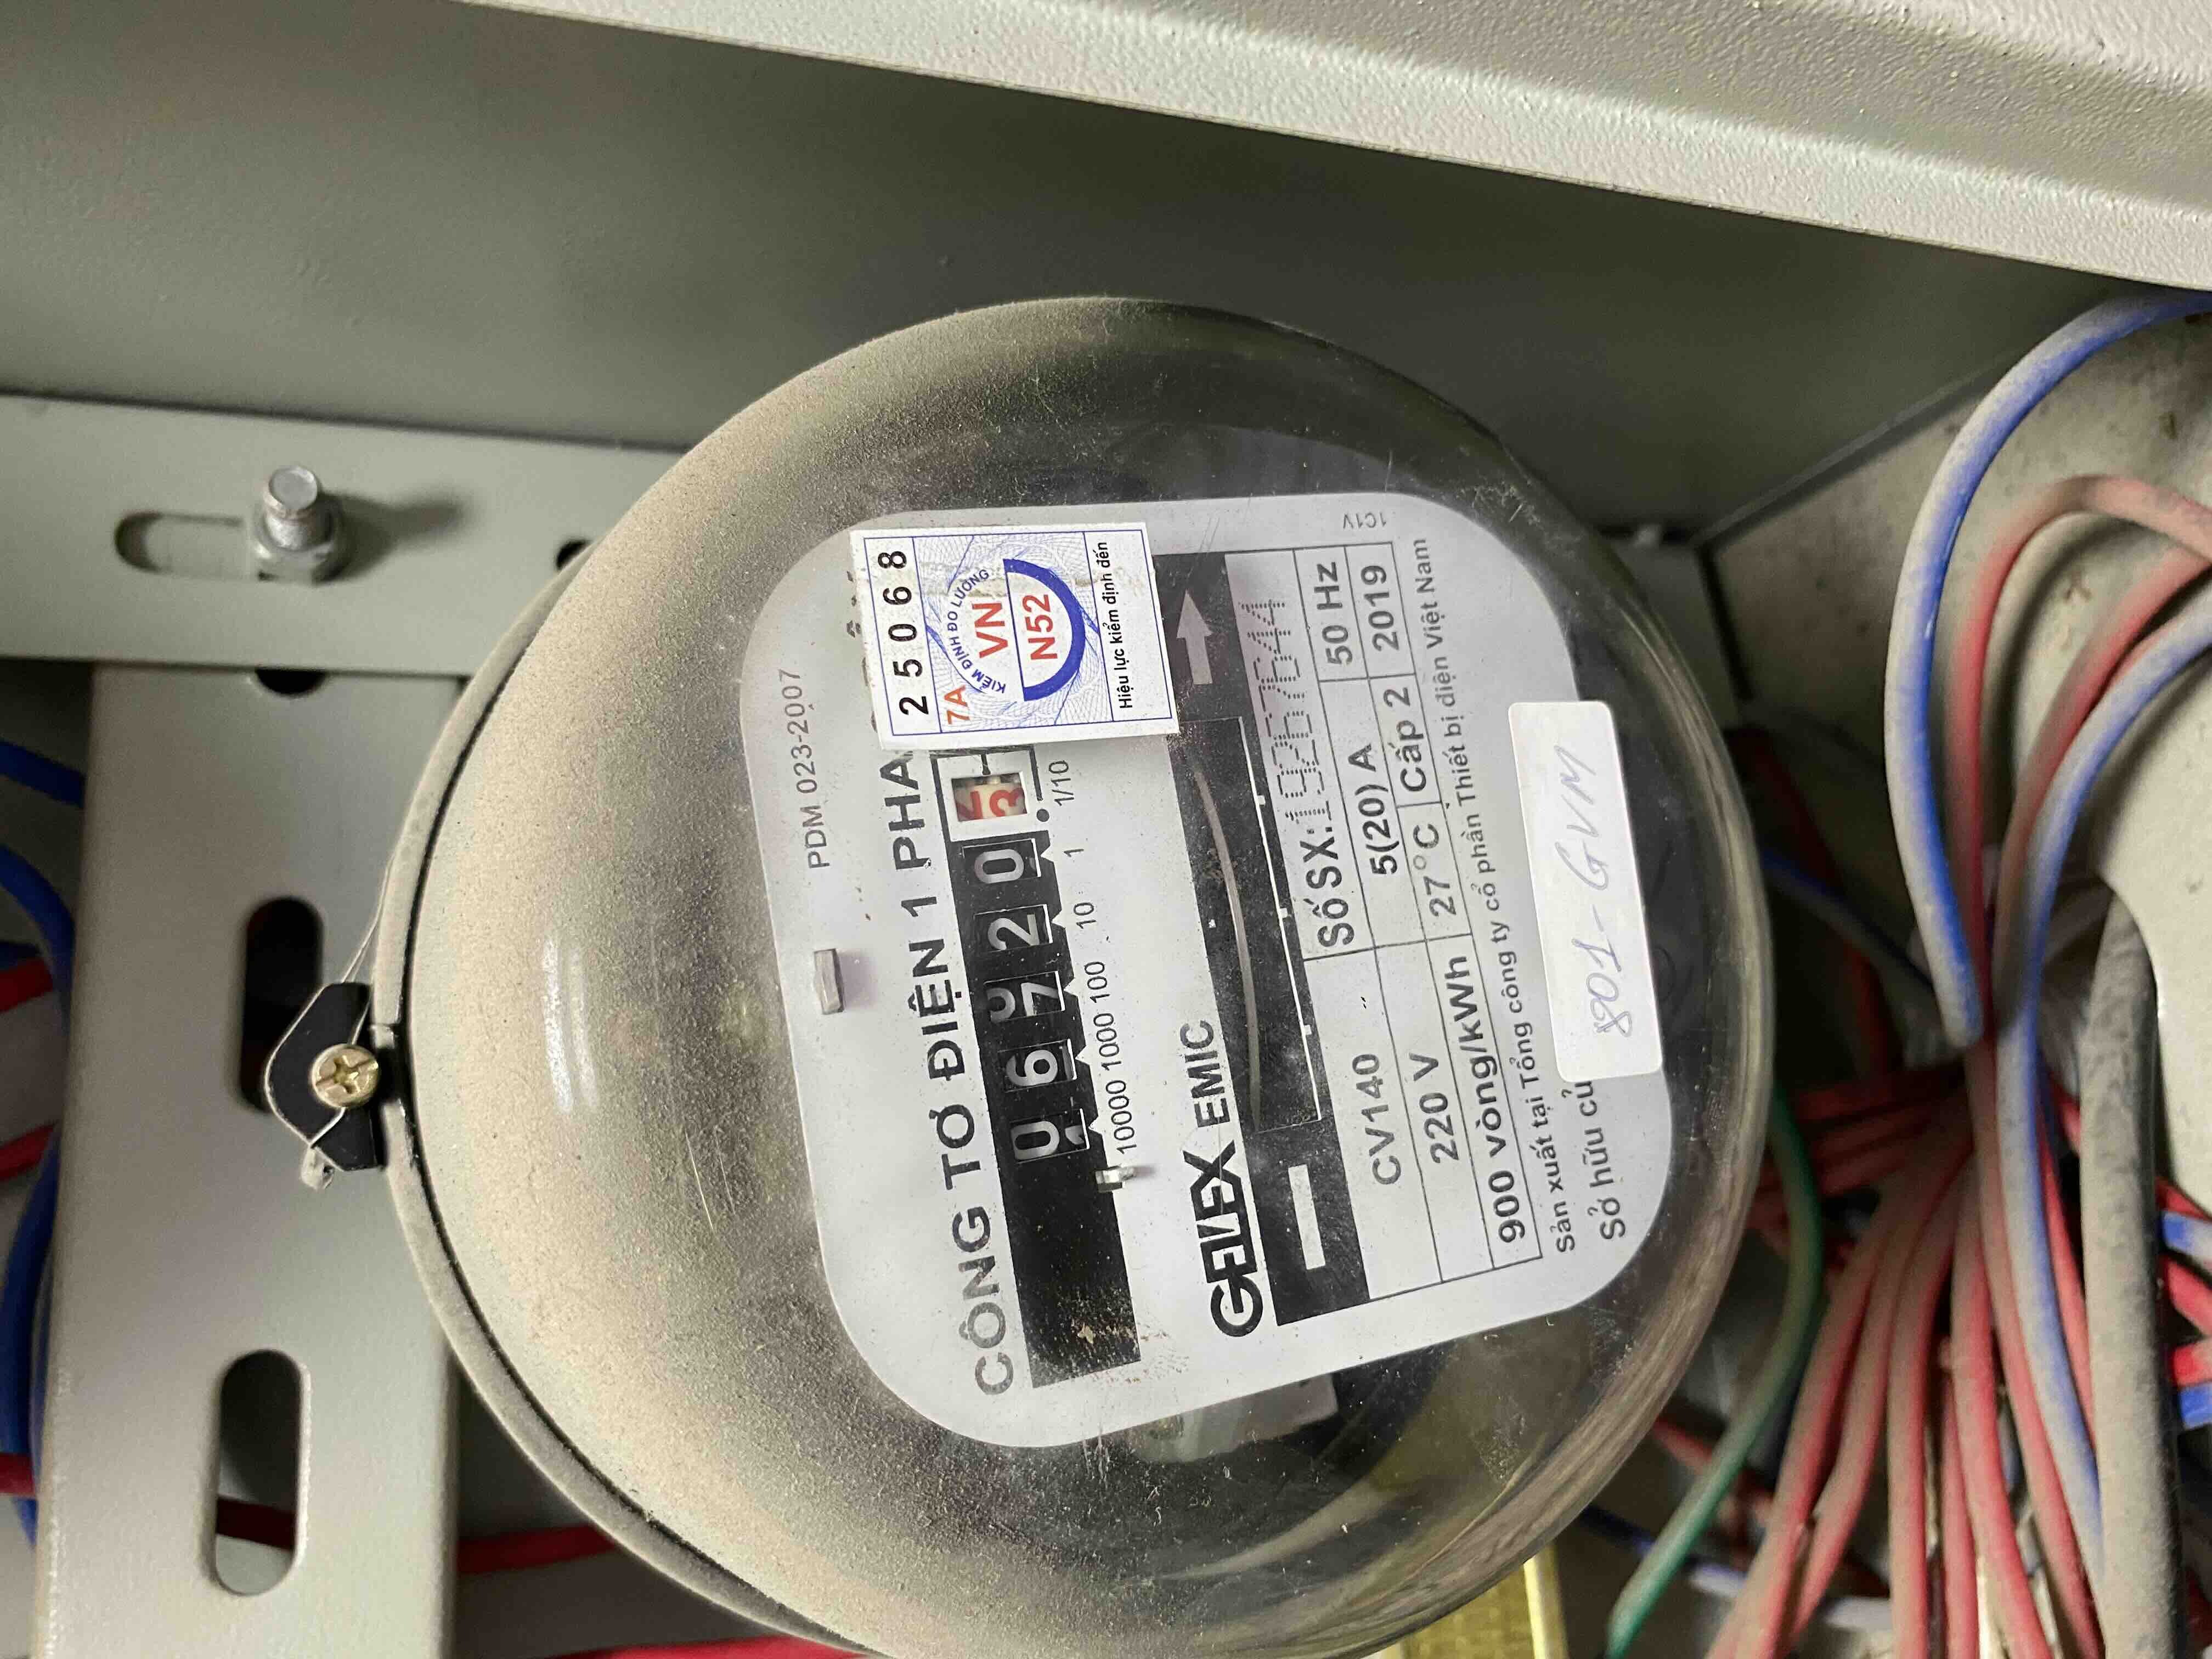 PDM 023-2007
CÔNG TƠ ĐIỆN 1 PHA
25068
7A
KIỂM ĐỊNH ĐO LƯỜNG
VN
N52
Hiệu lực kiểm định đến
0 6 7 2 0
10000 1000 100 10 1 1/10
GELEX EMIC
Số SX: 19267644
CV140 5(20) A 50 Hz
220 V 27°C Cấp 2 2019
900 vòng/kWh
Sản xuất tại Tổng công ty cổ phần Thiết bị điện Việt Nam
Sở hữu củ
1C1V
801-GVM